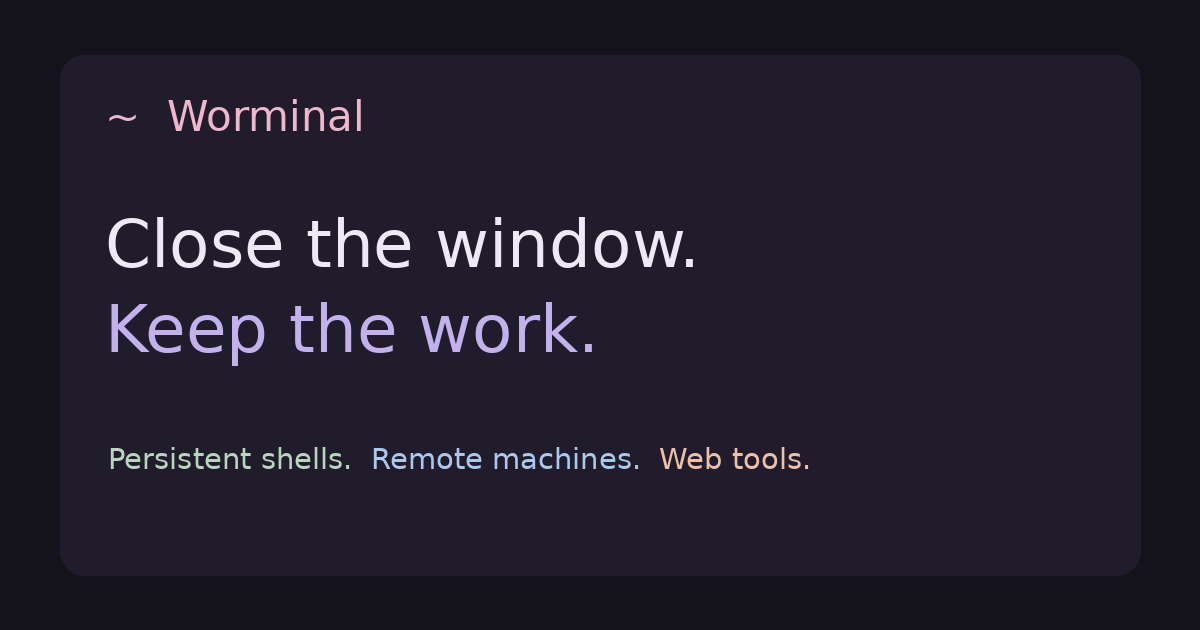 ~ Worminal
Close the window.
Keep the work.
Persistent shells. Remote machines. Web tools.